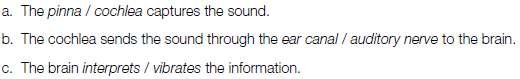 a. The pinna / cochlea captures the sound.
b. The cochlea sends the sound through the ear canal / auditory nerve to the brain.
c. The brain interprets / vibrates the information.